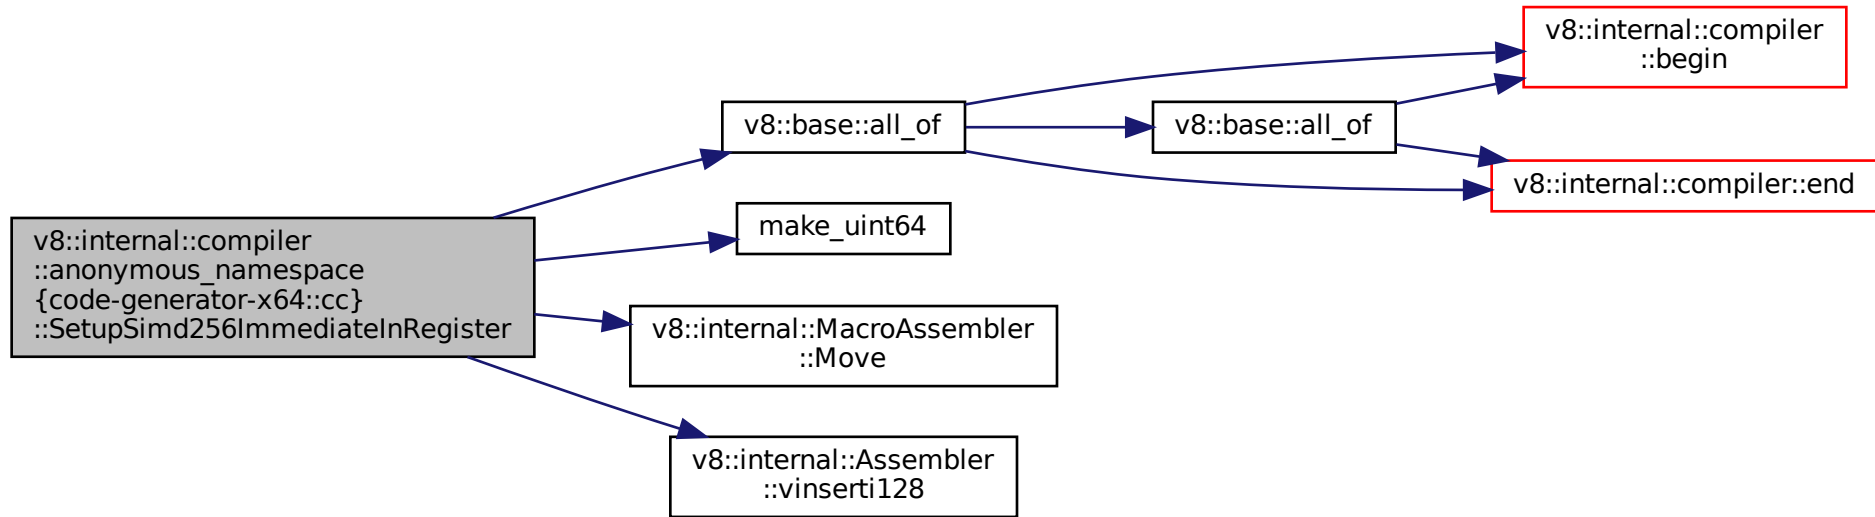 v8::internal::compiler
::anonymous_namespace
{code-generator-x64::cc}
::SetupSimd256ImmediateInRegister
v8::base::all_of
make_uint64
v8::internal::MacroAssembler
::Move
v8::internal::Assembler
::vinserti128
v8::base::all_of
v8::internal::compiler
::begin
v8::internal::compiler::end